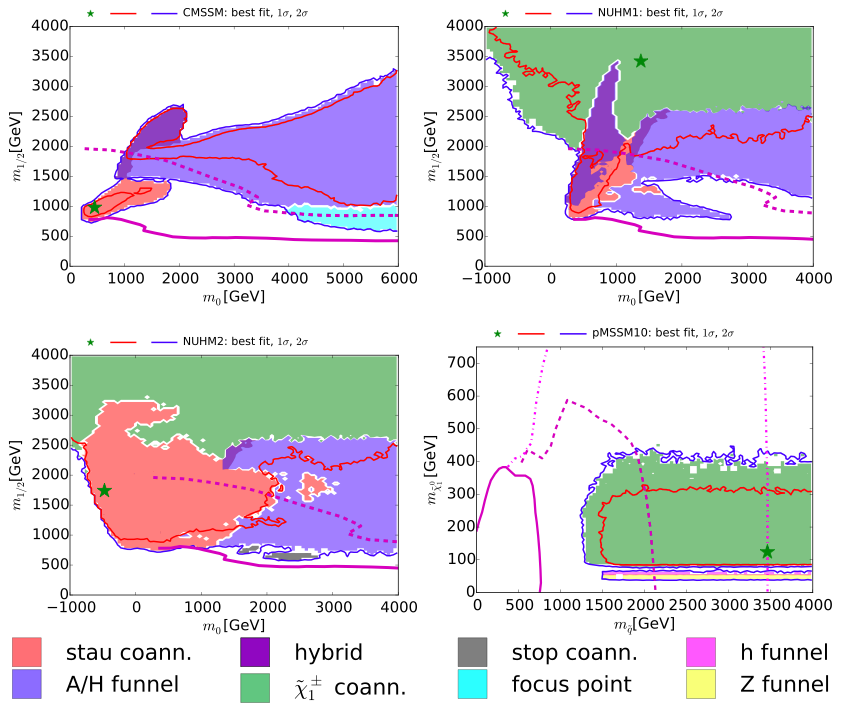 CMSSM: best fit, 1σ, 2σ
4000
3500
3000
2500
2000
1500
1000
500
0
m₁/₂[GeV]
0 1000 2000 3000 4000 5000 6000
m₀[GeV]
NUHM1: best fit, 1σ, 2σ
4000
3500
3000
2500
2000
1500
1000
500
0
m₁/₂[GeV]
−1000 0 1000 2000 3000 4000
m₀[GeV]
NUHM2: best fit, 1σ, 2σ
4000
3500
3000
2500
2000
1500
1000
500
0
m₁/₂[GeV]
−1000 0 1000 2000 3000 4000
m₀[GeV]
pMSSM10: best fit, 1σ, 2σ
700
600
500
400
300
200
100
0
m_{χ̃₁⁰}[GeV]
0 500 1000 1500 2000 2500 3000 3500 4000
m_{q̃}[GeV]
stau coann. hybrid stop coann. h funnel
A/H funnel χ̃₁± coann. focus point Z funnel